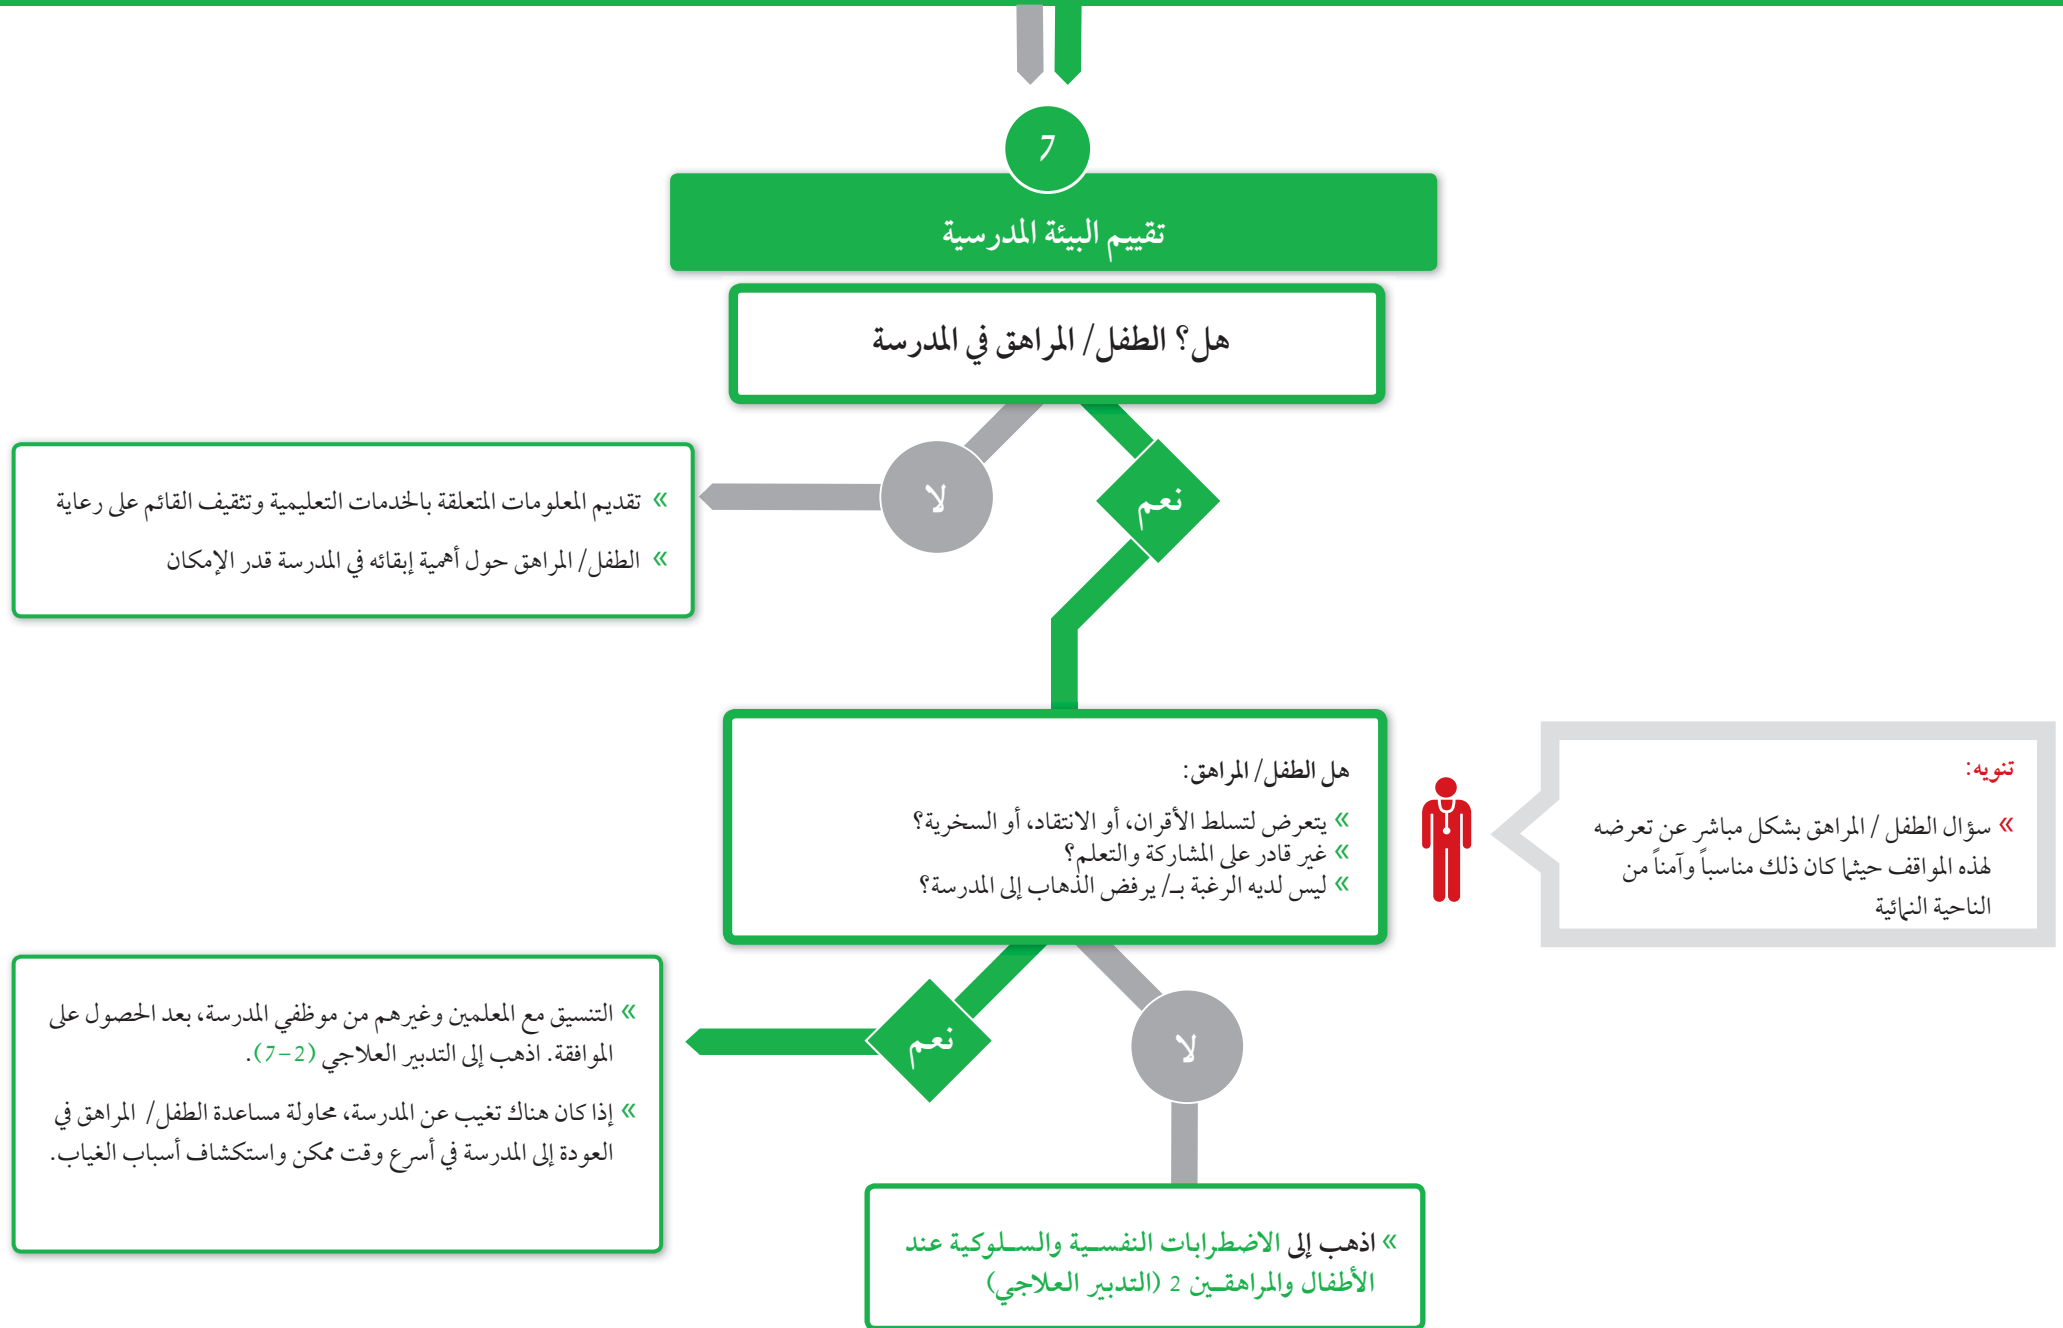 7
تقييم البيئة المدرسية
هل؟ الطفل/ المراهق في المدرسة
نعم
لا
» تقديم المعلومات المتعلقة بالخدمات التعليمية وتثقيف القائم على رعاية
» الطفل/ المراهق حول أهمية إبقائه في المدرسة قدر الإمكان
هل الطفل/ المراهق:
» يتعرض لتسلط الأقران، أو الانتقاد، أو السخرية؟
» غير قادر على المشاركة والتعلم؟
» ليس لديه الرغبة بـ/ يرفض الذهاب إلى المدرسة؟
تنويه:
» سؤال الطفل / المراهق بشكل مباشر عن تعرضه
لهذه المواقف حيثما كان ذلك مناسباً وآمناً من
الناحية النمائية
لا
نعم
» التنسيق مع المعلمين وغيرهم من موظفي المدرسة، بعد الحصول على
الموافقة. اذهب إلى التدبير العلاجي (2-7).
» إذا كان هناك تغيب عن المدرسة، محاولة مساعدة الطفل/ المراهق في
العودة إلى المدرسة في أسرع وقت ممكن واستكشاف أسباب الغياب.
» اذهب إلى الاضطرابات النفسـية والسـلوكية عند
الأطفال والمراهقـين 2 (التدبير العلاجي)